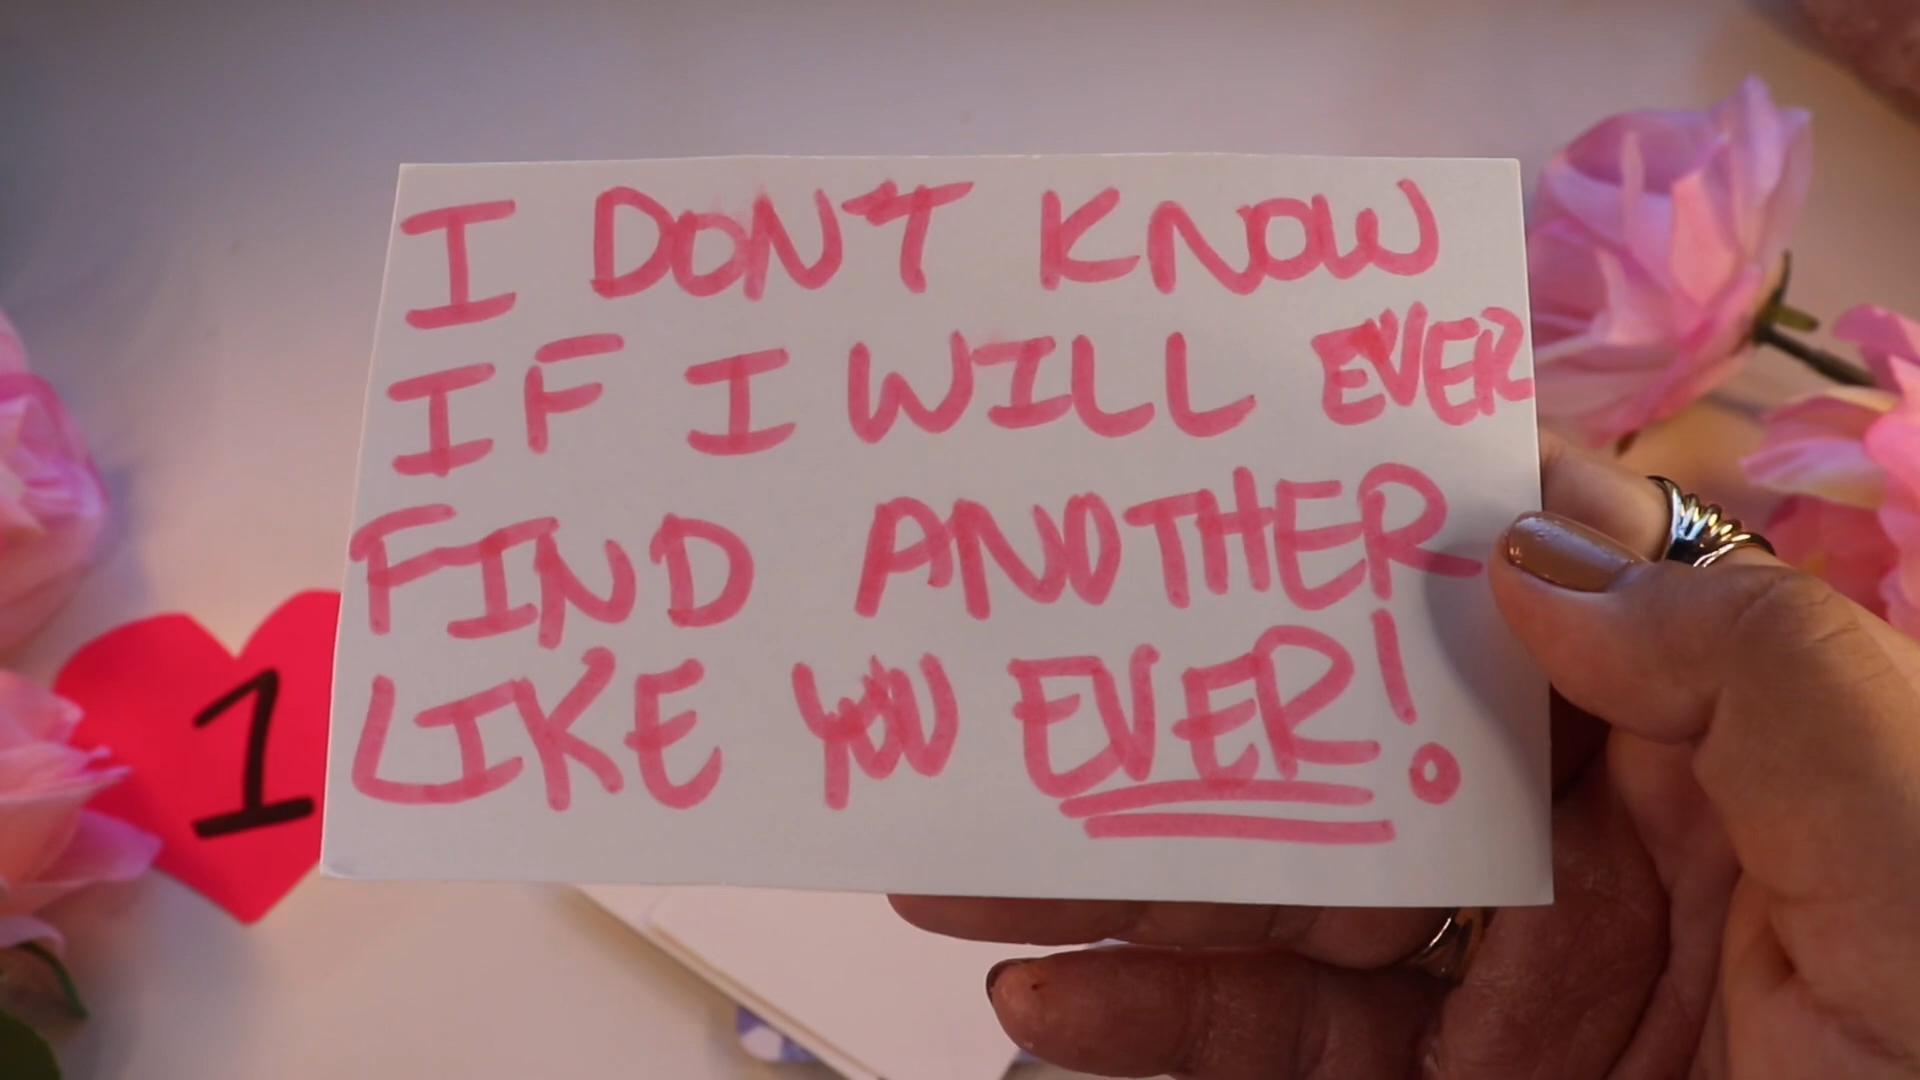 I DON'T KNOW
IF I WILL EVER
FIND ANOTHER
LIKE YOU EVER!
1